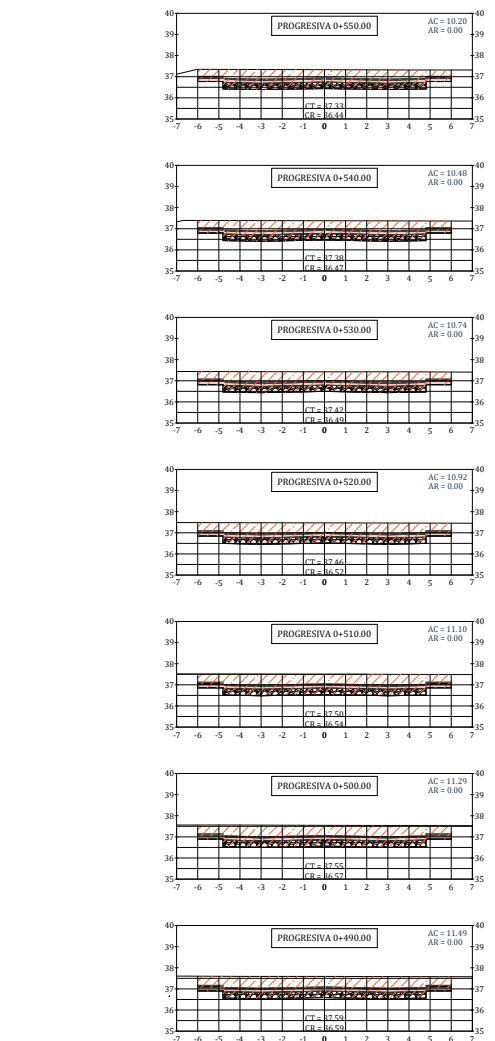 40
PROGRESIVA 0+550.00
AC = 10.20
AR = 0.00
40
39
39
38
38
37
37
36
36
CT = 37.33
CR = 36.44
35
35
-7 -6 -5 -4 -3 -2 -1 0 1 2 3 4 5 6 7
40
PROGRESIVA 0+540.00
AC = 10.48
AR = 0.00
40
39
39
38
38
37
37
36
36
CT = 37.38
CR = 36.47
35
35
-7 -6 -5 -4 -3 -2 -1 0 1 2 3 4 5 6 7
40
PROGRESIVA 0+530.00
AC = 10.74
AR = 0.00
40
39
39
38
38
37
37
36
36
CT = 37.42
CR = 36.49
35
35
-7 -6 -5 -4 -3 -2 -1 0 1 2 3 4 5 6 7
40
PROGRESIVA 0+520.00
AC = 10.92
AR = 0.00
40
39
39
38
38
37
37
36
36
CT = 37.46
CR = 36.52
35
35
-7 -6 -5 -4 -3 -2 -1 0 1 2 3 4 5 6 7
40
PROGRESIVA 0+510.00
AC = 11.10
AR = 0.00
40
39
39
38
38
37
37
36
36
CT = 37.50
CR = 36.54
35
35
-7 -6 -5 -4 -3 -2 -1 0 1 2 3 4 5 6 7
40
PROGRESIVA 0+500.00
AC = 11.29
AR = 0.00
40
39
39
38
38
37
37
36
36
CT = 37.55
CR = 36.57
35
35
-7 -6 -5 -4 -3 -2 -1 0 1 2 3 4 5 6 7
40
PROGRESIVA 0+490.00
AC = 11.49
AR = 0.00
40
39
39
38
38
37
37
36
36
CT = 37.59
CR = 36.59
35
35
-7 -6 -5 -4 -3 -2 -1 0 1 2 3 4 5 6 7